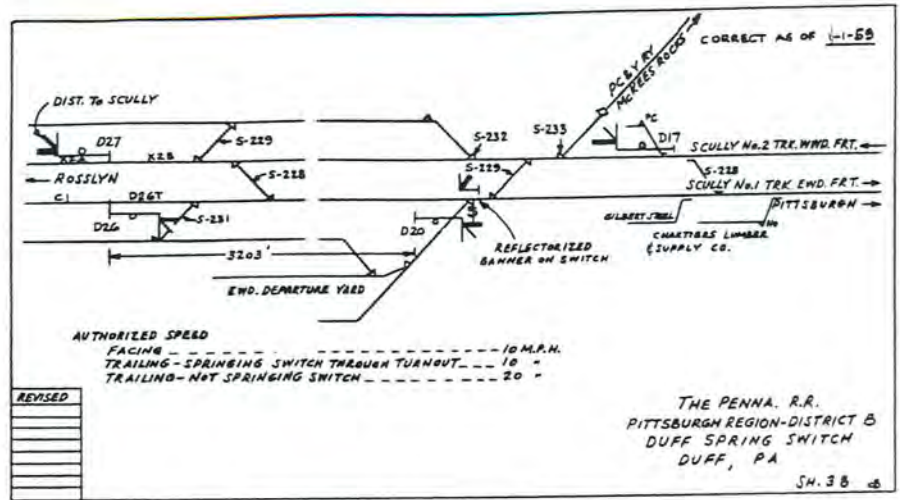 CORRECT AS OF 1-1-59
PC&Y RY
McREES ROCKS
DIST. TO SCULLY
D27
S-229
S-232
S-233
PC
D17
X2A
X2B
SCULLY No.2 TRK. WWD. FRT.
ROSSLYN
S-228
S-229
S-228
SCULLY No.1 TRK. EWD. FRT.
PITTSBURGH
C1
D26T
D26
S-231
D20
GILBERT STEEL
CHARTIERS LUMBER
& SUPPLY CO.
REFLECTORIZED
BANNER ON SWITCH
3203'
EWD. DEPARTURE YARD
AUTHORIZED SPEED
FACING 10 M.P.H.
TRAILING-SPRINGING SWITCH THROUGH TURNOUT 10 "
TRAILING-NOT SPRINGING SWITCH 20 "
REVISED
THE PENNA. R.R.
PITTSBURGH REGION-DISTRICT B
DUFF SPRING SWITCH
DUFF, PA
SH. 38